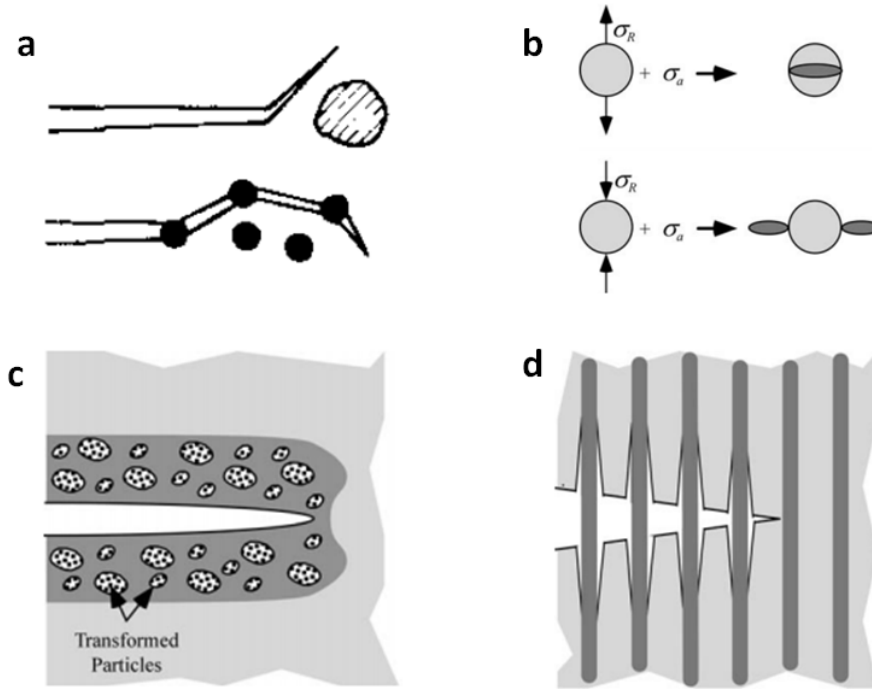 a
b
σR
+ σa
σR
+ σa
c
d
Transformed
Particles